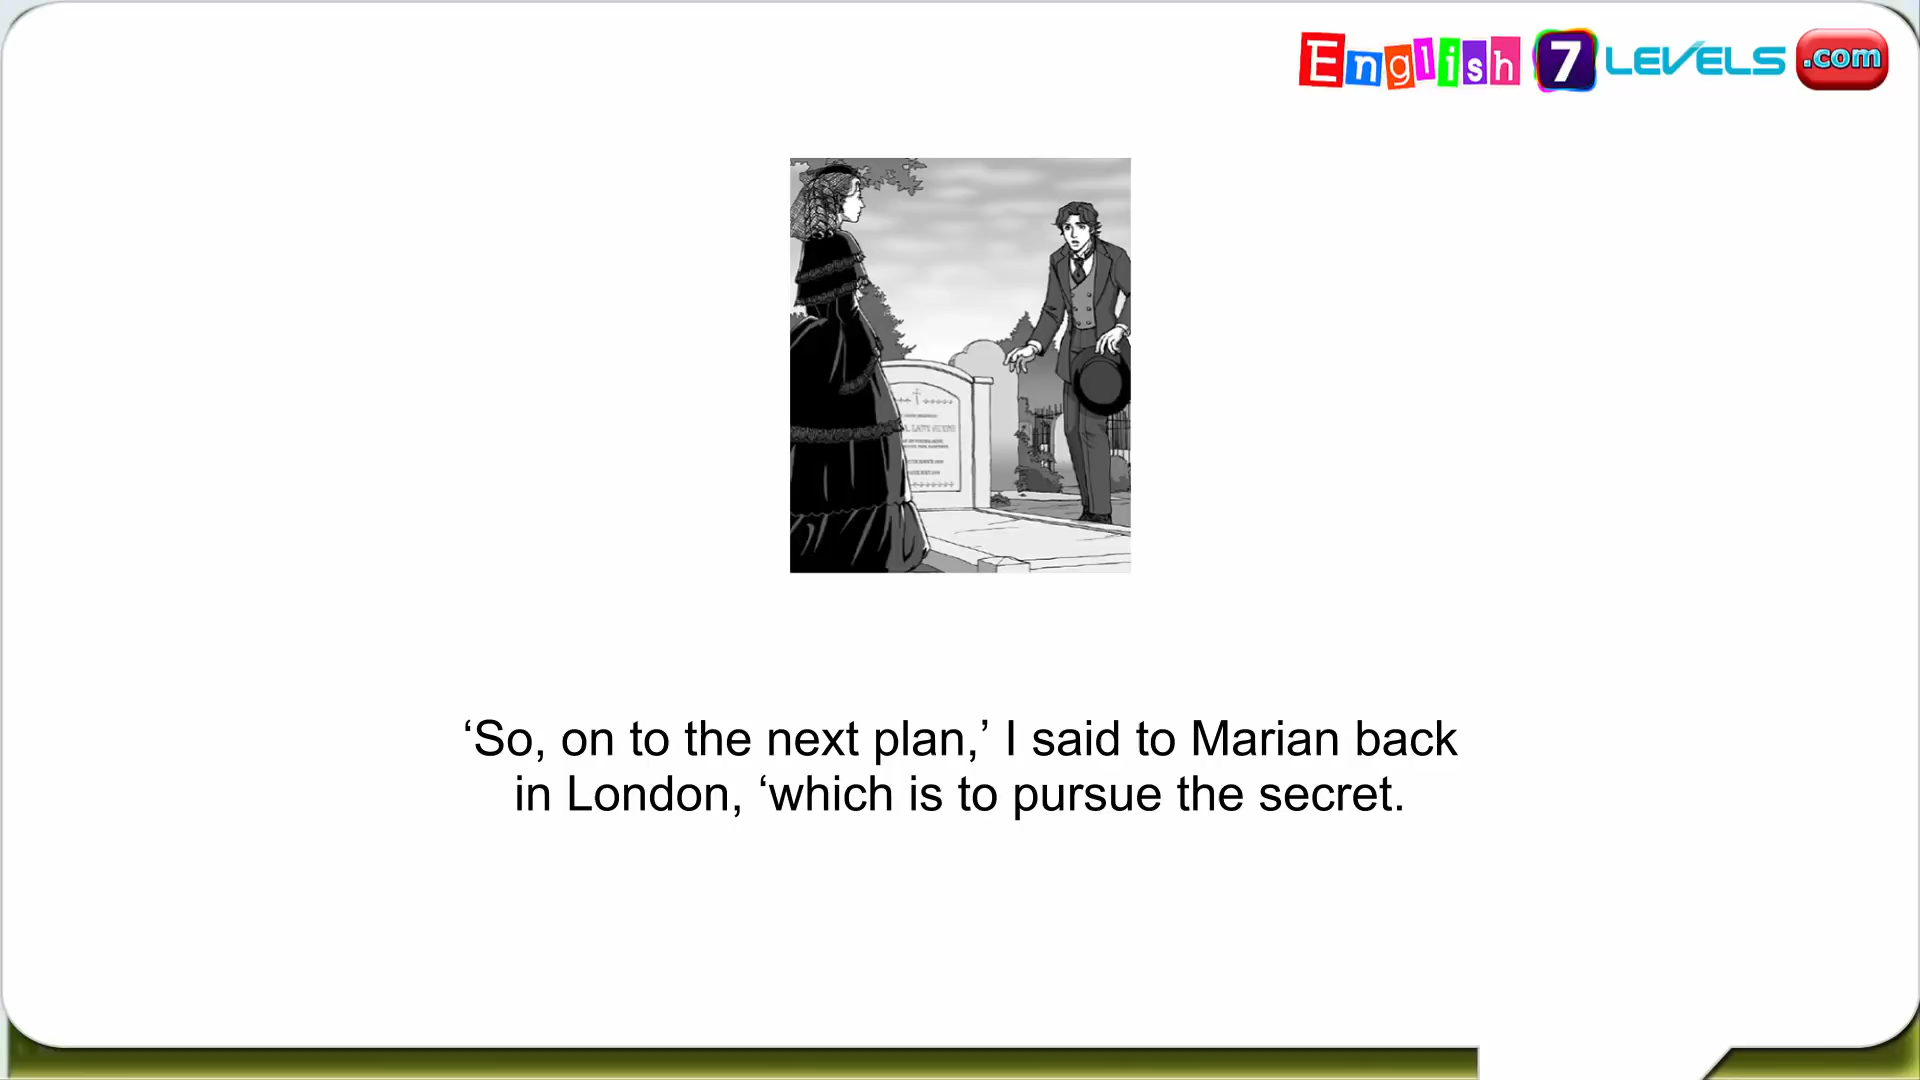 English 7 LEVELS .com
‘So, on to the next plan,’ I said to Marian back
in London, ‘which is to pursue the secret.